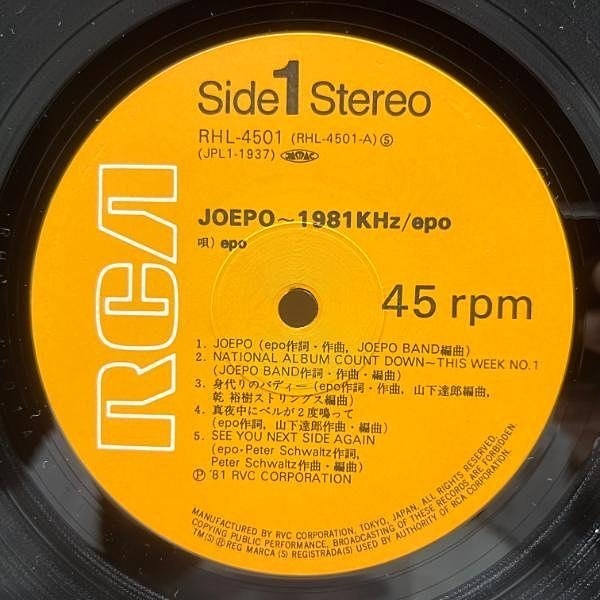 Side 1 Stereo
RHL-4501 (RHL-4501-A) Ⓢ
(JPL1-1937) JASRAC
RCA
JOEPO~1981KHz/epo
唄) epo
45 rpm
1. JOEPO (epo作詞・作曲, JOEPO BAND編曲)
2. NATIONAL ALBUM COUNT DOWN~THIS WEEK NO.1
(JOEPO BAND作詞・作曲・編曲)
3. 身代りのバディー (epo作詞・作曲, 山下達郎編曲,
乾 裕樹ストリングス編曲)
4. 真夜中にベルが2度鳴って
(epo作詞, 山下達郎作曲・編曲)
5. SEE YOU NEXT SIDE AGAIN
(epo・Peter Schwaltz作詞,
Peter Schwaltz作曲・編曲)
Ⓟ '81 RVC CORPORATION
MANUFACTURED BY RVC CORPORATION, TOKYO, JAPAN, ALL RIGHTS RESERVED.
COPYING PUBLIC PERFORMANCE, BROADCASTING OF THESE RECORDS ARE FORBIDDEN.
TM(S) ® REG MARCA(S) REGISTRADA(S) USED BY AUTHORITY OF RCA CORPORATION.